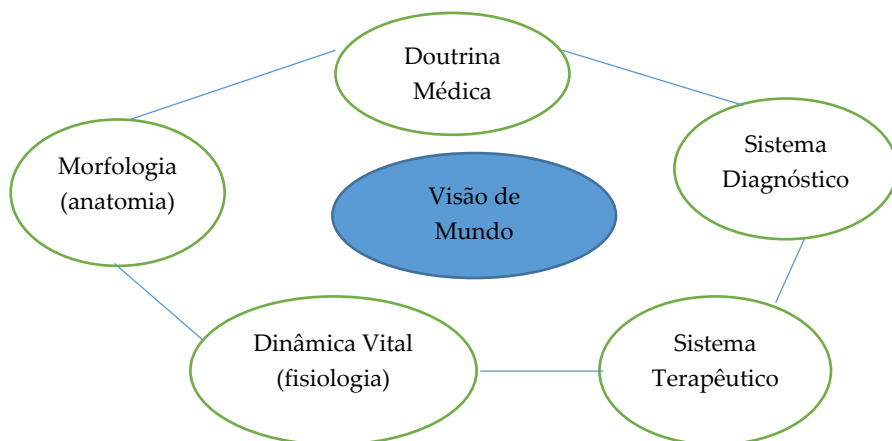 Doutrina
Médica
Sistema
Diagnóstico
Morfologia
(anatomia)
Visão de
Mundo
Dinâmica Vital
(fisiologia)
Sistema
Terapêutico